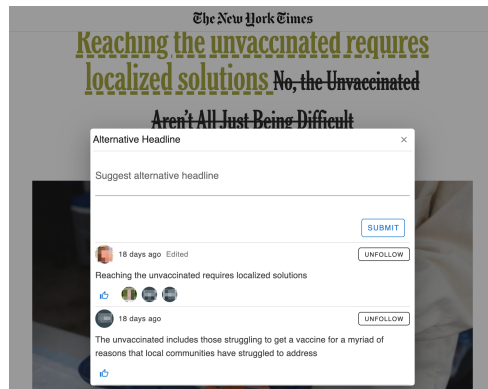 The New York Times
Reaching the unvaccinated requres
localized solutions No, the Unvaccinated
Aren't All Just Being Difficult
Alternative Headline ×
Suggest alternative headline
SUBMIT
18 days ago Edited UNFOLLOW
Reaching the unvaccinated requires localized solutions
18 days ago UNFOLLOW
The unvaccinated includes those struggling to get a vaccine for a myriad of
reasons that local communities have struggled to address